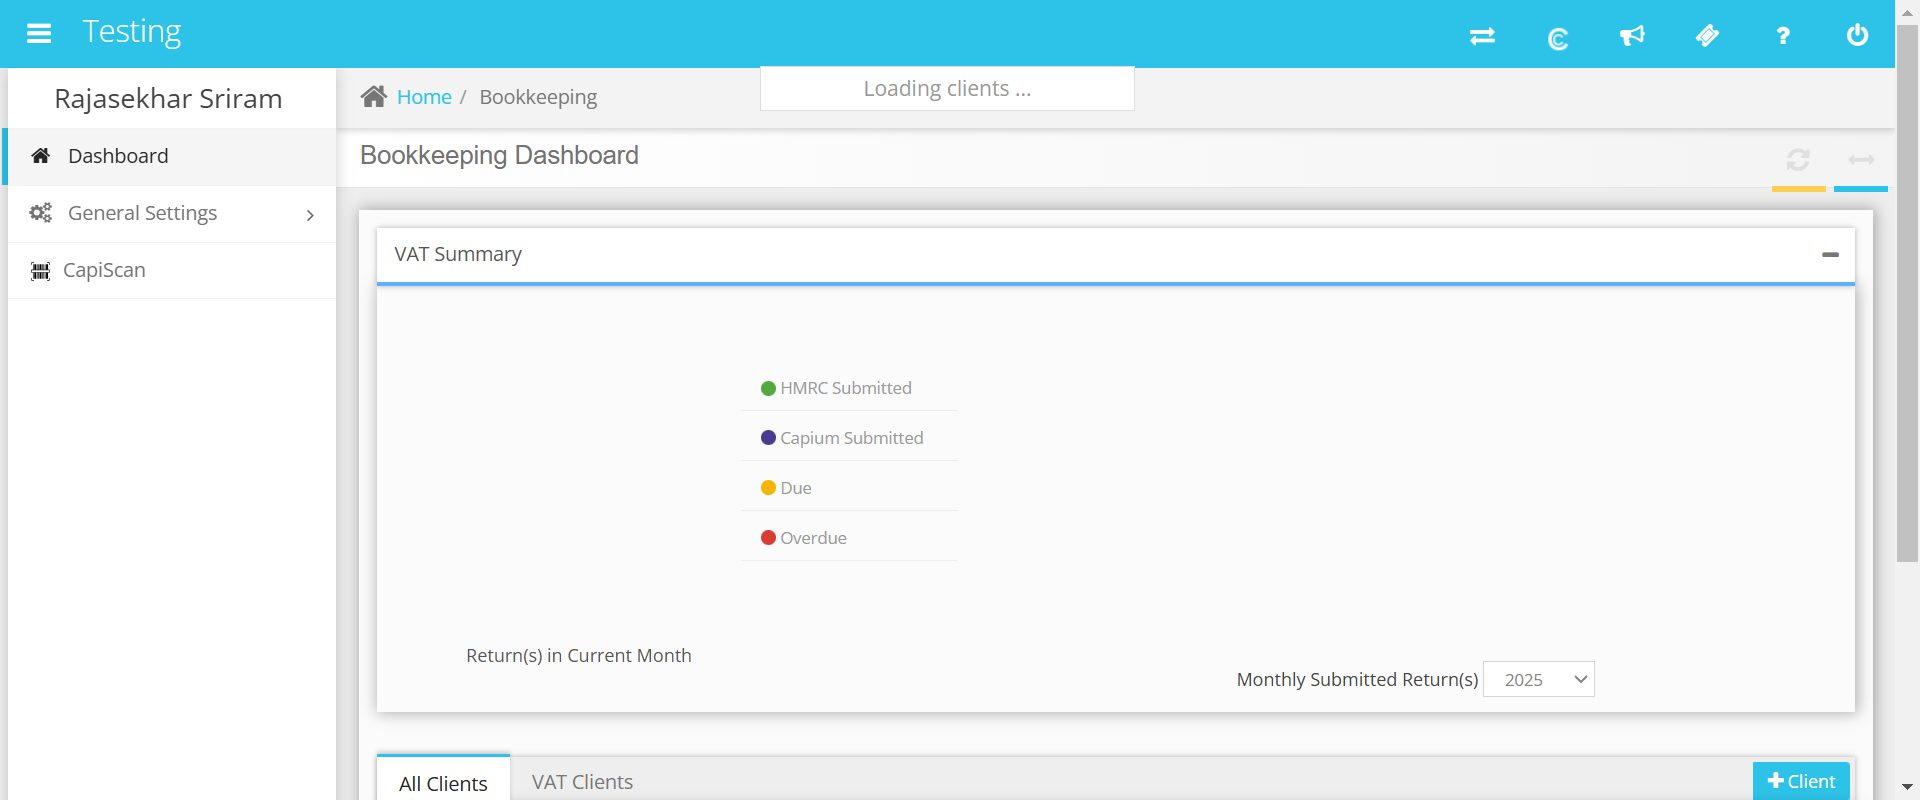 Testing
?
Rajasekhar Sriram
Home / Bookkeeping
Loading clients ...
Dashboard
General Settings
CapiScan
Bookkeeping Dashboard
VAT Summary
HMRC Submitted
Capium Submitted
Due
Overdue
Return(s) in Current Month
Monthly Submitted Return(s) 2025
All Clients
VAT Clients
+ Client